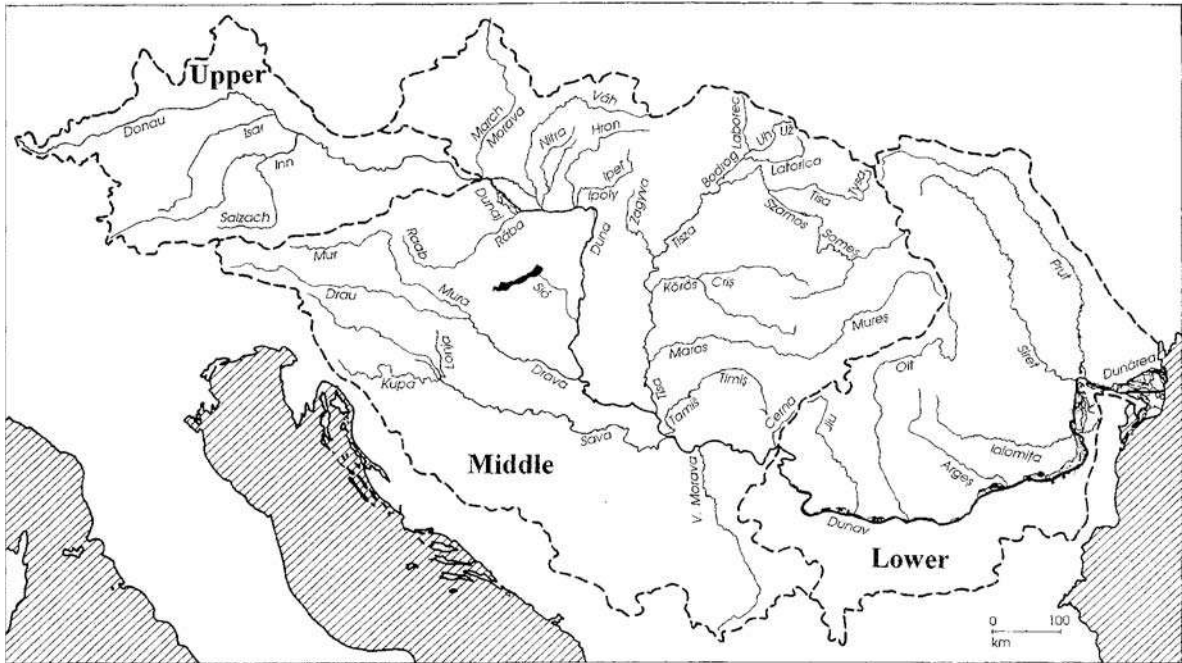 Upper
Donau
Isar
Inn
Salzach
March
Morava
Váh
Nitra
Hron
Ipeľ
Ipoly
Zagyva
Bodrog
Laborec
Uh
Už
Latorica
Tysa
Tisa
Szamos
Someş
Tisza
Dunaj
Duna
Raab
Rába
Sió
Mur
Mura
Drau
Drava
Lonja
Kupa
Sava
Körös
Criş
Maros
Mureş
Tisa
Tamiš
Timiş
Cerna
Middle
V. Morava
Jiu
Olt
Argeş
Ialomiţa
Siret
Prut
Dunărea
Dunav
Lower
0 100
km